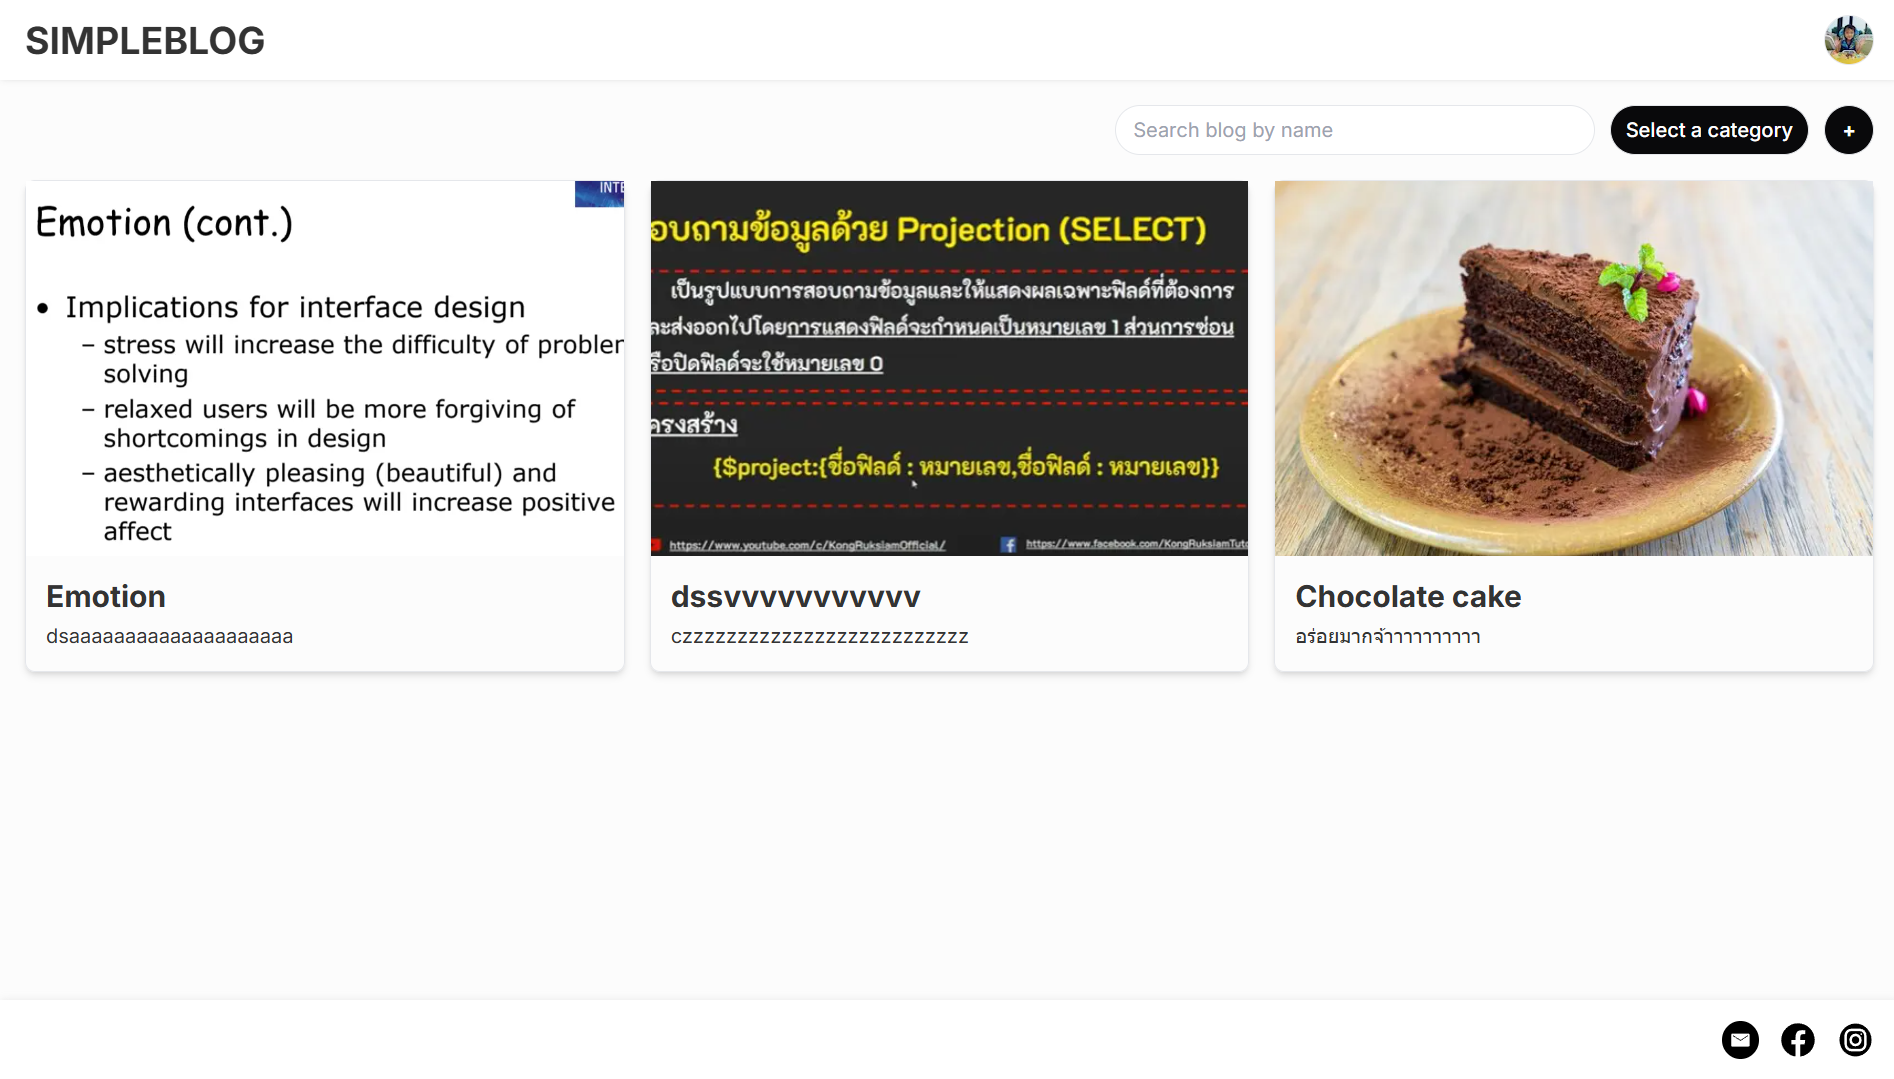 SIMPLEBLOG
Search blog by name
Select a category
+
INTE
Emotion (cont.)
• Implications for interface design
– stress will increase the difficulty of problem
solving
– relaxed users will be more forgiving of
shortcomings in design
– aesthetically pleasing (beautiful) and
rewarding interfaces will increase positive
affect
Emotion
dsaaaaaaaaaaaaaaaaaaaa
อบถามข้อมูลด้วย Projection (SELECT)
เป็นรูปแบบการสอบถามข้อมูลและให้แสดงผลเฉพาะฟิลด์ที่ต้องการ
ละส่งออกไปโดยการแสดงฟิลด์จะกำหนดเป็นหมายเลข 1 ส่วนการซ่อน
รือปิดฟิลด์จะใช้หมายเลข 0
ครงสร้าง
{$project:{ชื่อฟิลด์ : หมายเลข,ชื่อฟิลด์ : หมายเลข}}
https://www.youtube.com/c/KongRuksiamOfficial/
https://www.facebook.com/KongRuksiamTuto
dssvvvvvvvvvvv
czzzzzzzzzzzzzzzzzzzzzzzzzz
Chocolate cake
อร่อยมากจ้าาาาาาาาาา